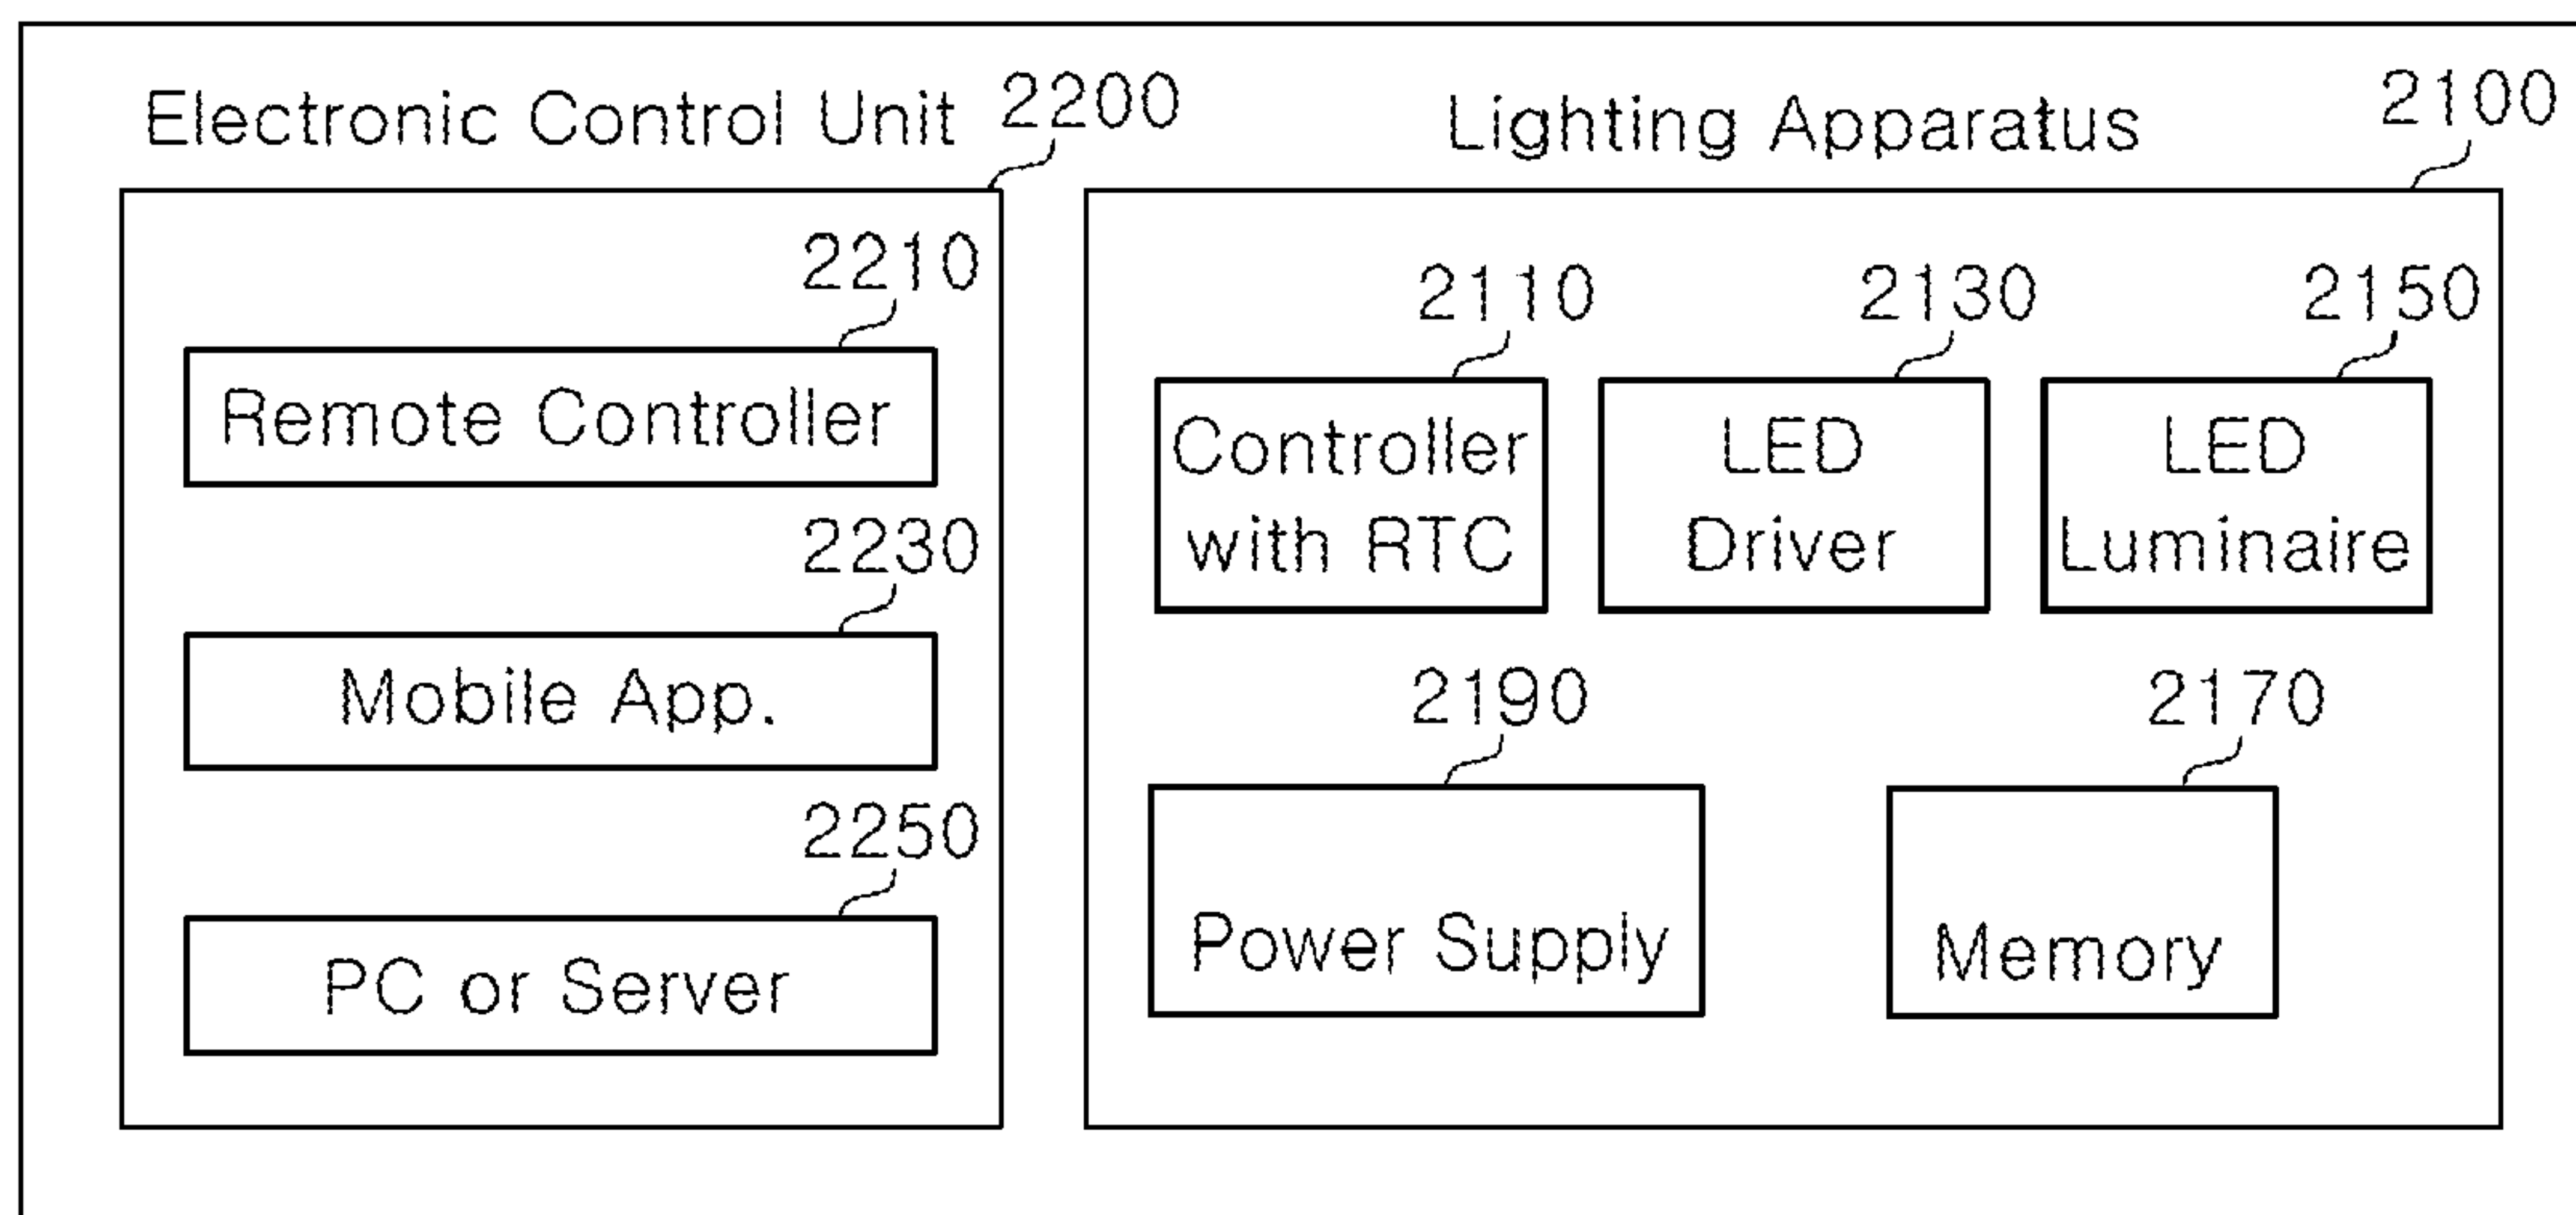 Electronic Control Unit 2200
2210
Remote Controller
2230
Mobile App.
2250
PC or Server
Lighting Apparatus 2100
2110
Controller
with RTC
2130
LED
Driver
2150
LED
Luminaire
2190
Power Supply
2170
Memory